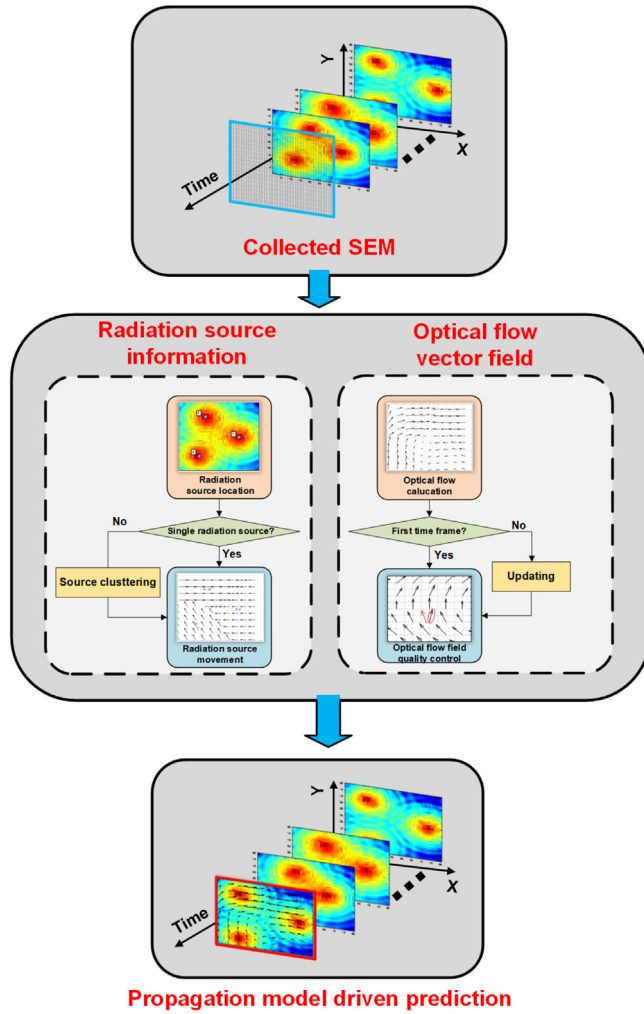 Y
X
Time
Collected SEM
Radiation source
information
Optical flow
vector field
Radiation
source location
Optical flow
calucation
No
Single radiation source?
Yes
First time frame?
No
Yes
Source clusttering
Updating
Radiation source
movement
Optical flow field
quality control
Y
X
Time
Propagation model driven prediction